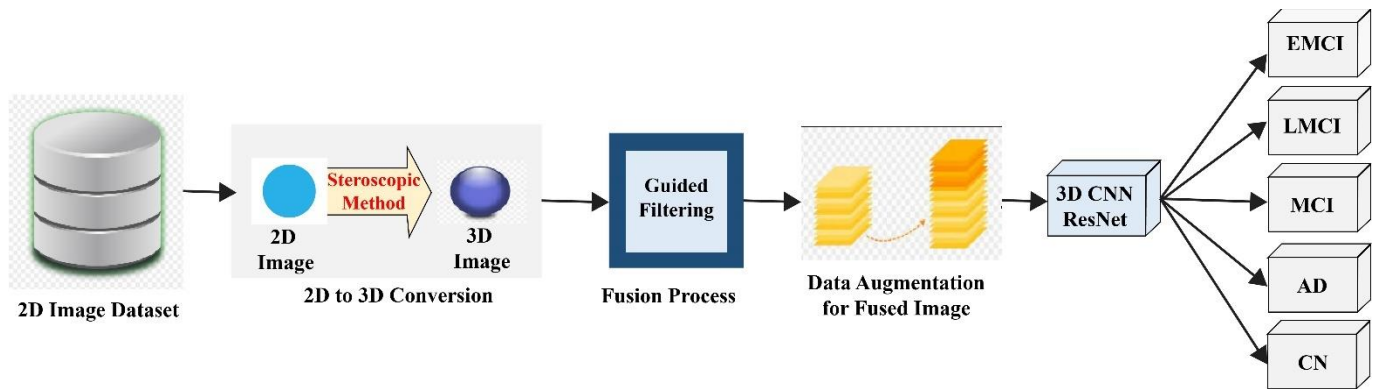 2D Image Dataset
2D
Image
Steroscopic
Method
3D
Image
2D to 3D Conversion
Guided
Filtering
Fusion Process
Data Augmentation
for Fused Image
3D CNN
ResNet
EMCI
LMCI
MCI
AD
CN